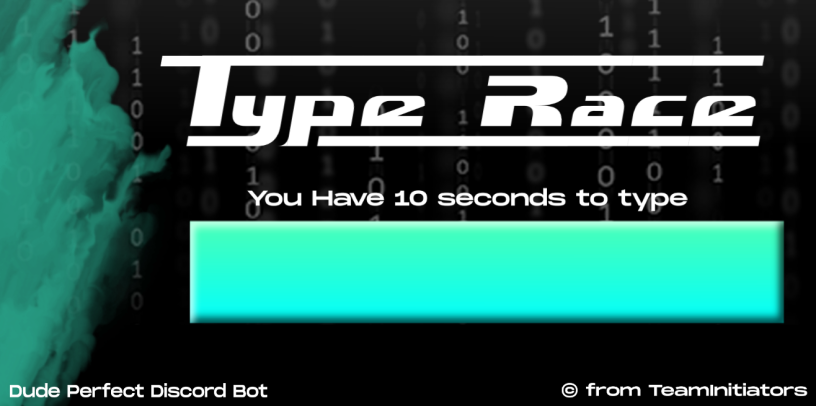 Type Race
You Have 10 seconds to type
Dude Perfect Discord Bot
© from TeamInitiators